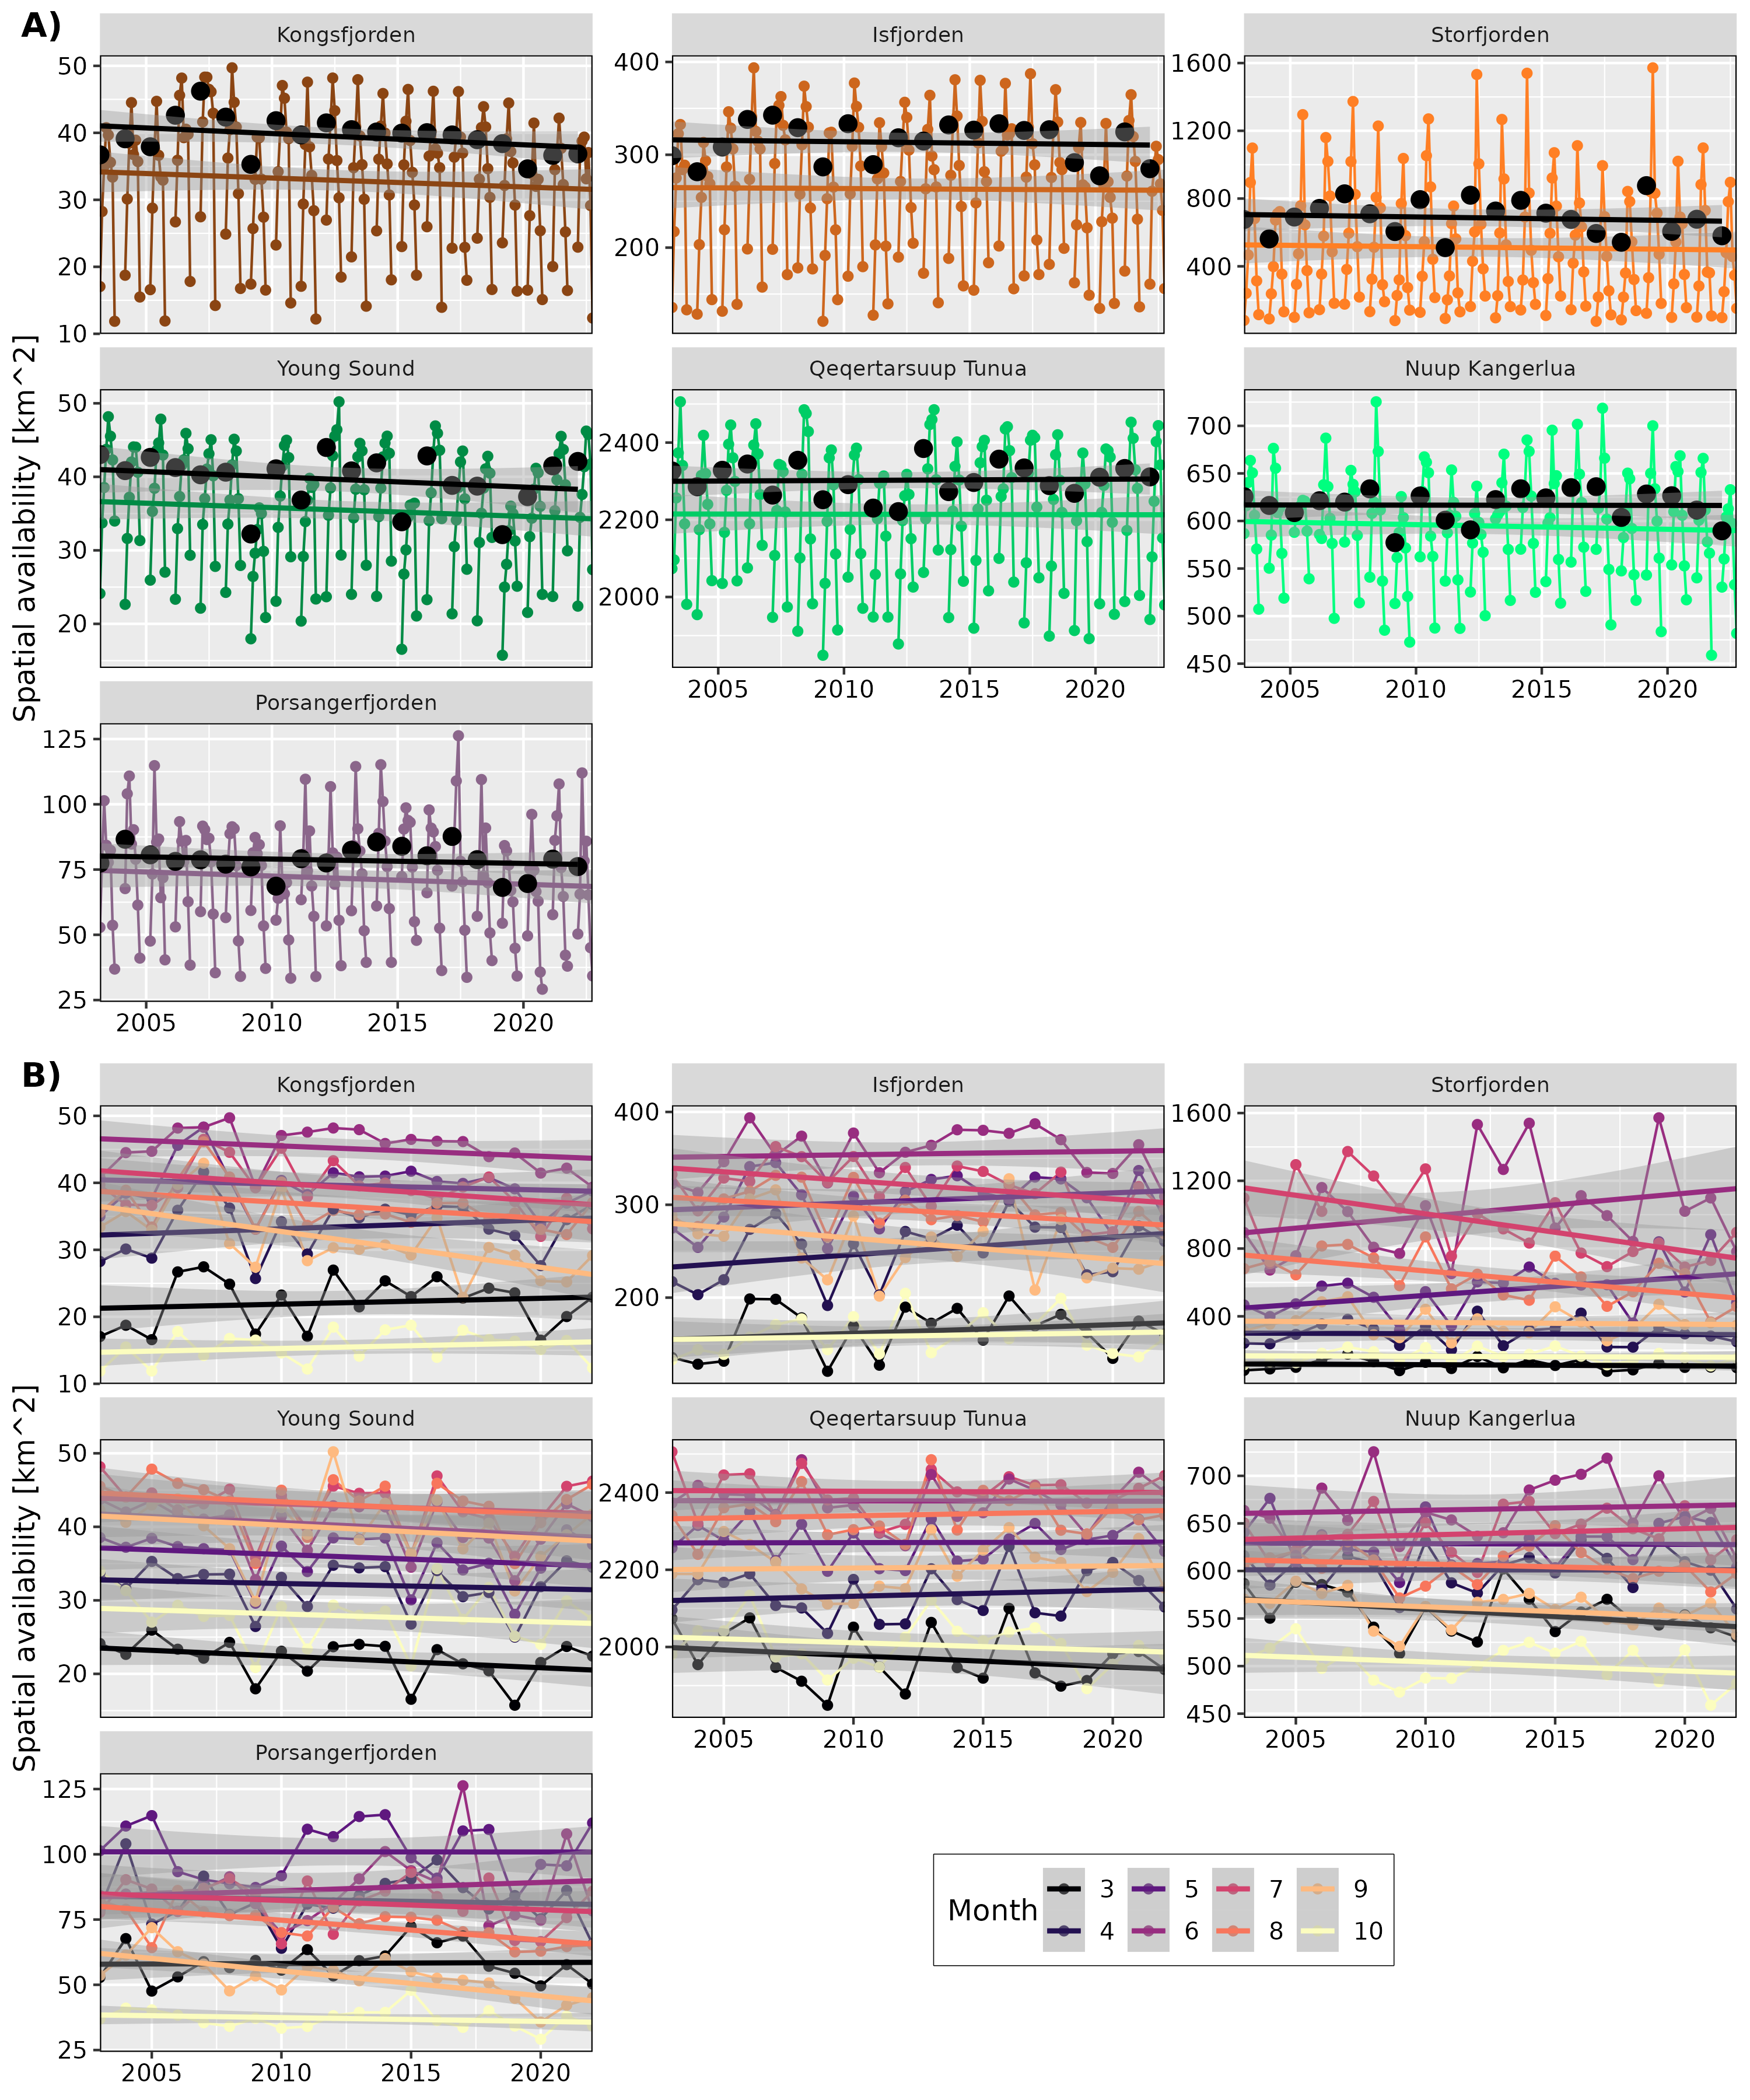 A)
Kongsfjorden Isfjorden Storfjorden
50 40 30 20 10
400 300 200
1600 1200 800 400
Young Sound Qeqertarsuup Tunua Nuup Kangerlua
50 40 30 20
2400 2200 2000
700 650 600 550 500 450
2005 2010 2015 2020
2005 2010 2015 2020
Porsangerfjorden
125 100 75 50 25
2005 2010 2015 2020
Spatial availability [km^2]
B)
Kongsfjorden Isfjorden Storfjorden
50 40 30 20 10
400 300 200
1600 1200 800 400
Young Sound Qeqertarsuup Tunua Nuup Kangerlua
50 40 30 20
2400 2200 2000
700 650 600 550 500 450
2005 2010 2015 2020
2005 2010 2015 2020
Porsangerfjorden
125 100 75 50 25
2005 2010 2015 2020
Spatial availability [km^2]
Month
3 5 7 9
4 6 8 10